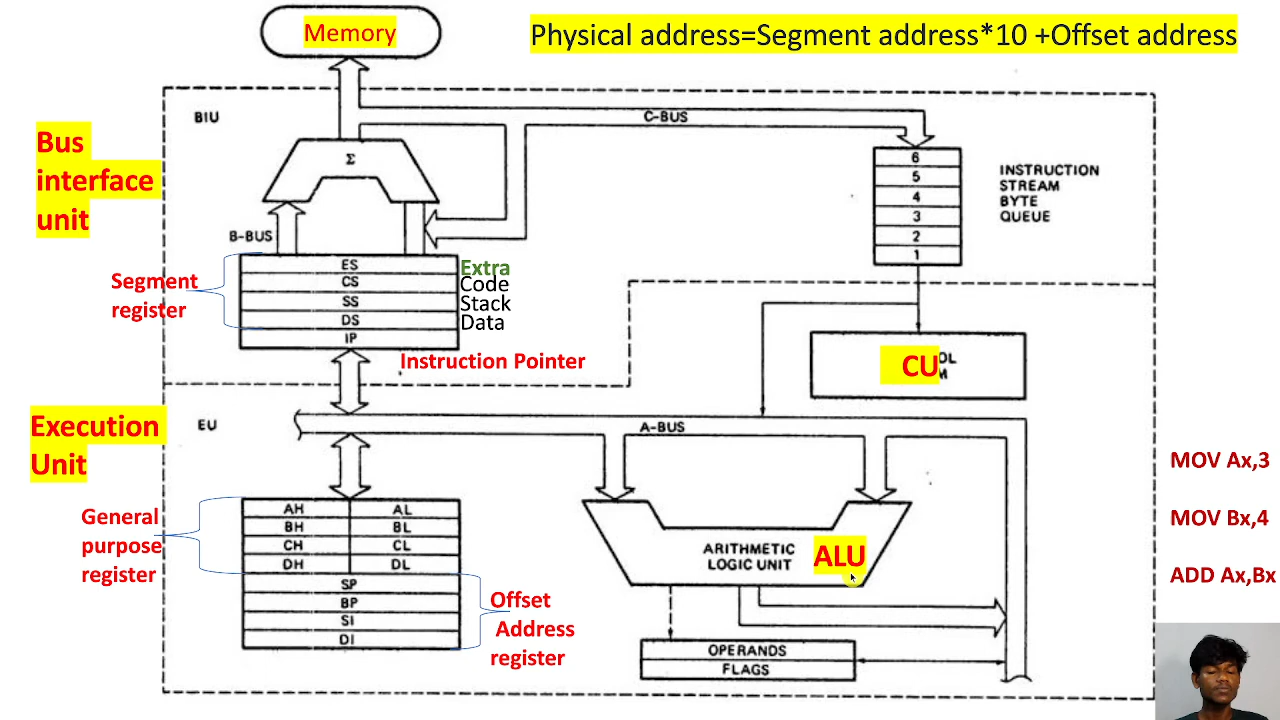 Memory
Physical address=Segment address*10 +Offset address
BIU
C-BUS
Bus
interface
unit
Σ
6
5
4
3
2
1
INSTRUCTION
STREAM
BYTE
QUEUE
B-BUS
Segment
register
ES
CS
SS
DS
IP
Extra
Code
Stack
Data
Instruction Pointer
CU
OL
M
Execution
Unit
EU
A-BUS
General
purpose
register
AH AL
BH BL
CH CL
DH DL
SP
BP
SI
DI
Offset
Address
register
ARITHMETIC
LOGIC UNIT
ALU
OPERANDS
FLAGS
MOV Ax,3
MOV Bx,4
ADD Ax,Bx